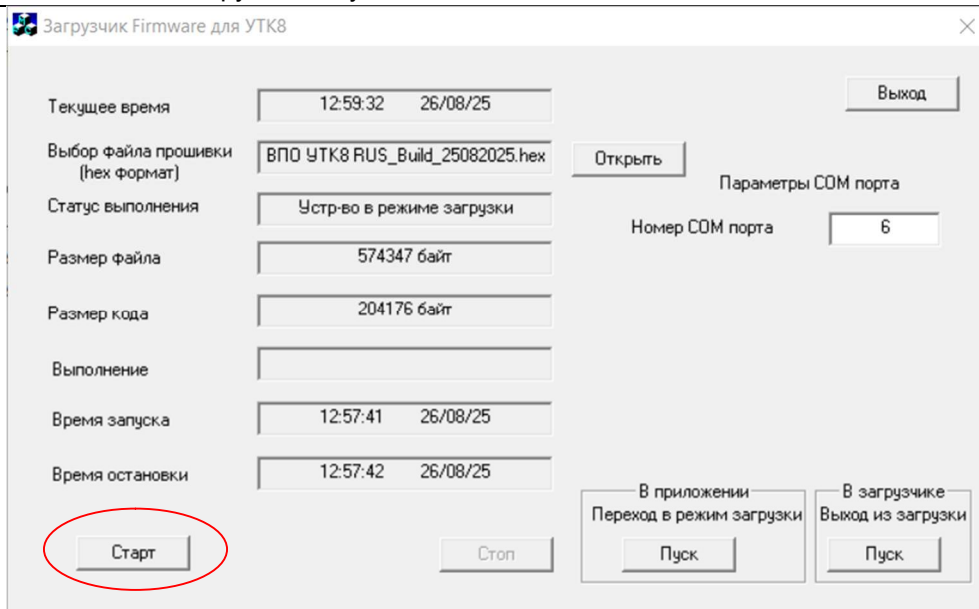 Загрузчик Firmware для УТК8
Текущее время
12:59:32 26/08/25
Выход
Выбор файла прошивки
(hex формат)
ВПО УТК8 RUS_Build_25082025.hex
Открыть
Параметры COM порта
Статус выполнения
Устр-во в режиме загрузки
Номер COM порта
6
Размер файла
574347 байт
Размер кода
204176 байт
Выполнение
Время запуска
12:57:41 26/08/25
Время остановки
12:57:42 26/08/25
В приложении
Переход в режим загрузки
Пуск
В загрузчике
Выход из загрузки
Пуск
Старт
Стоп